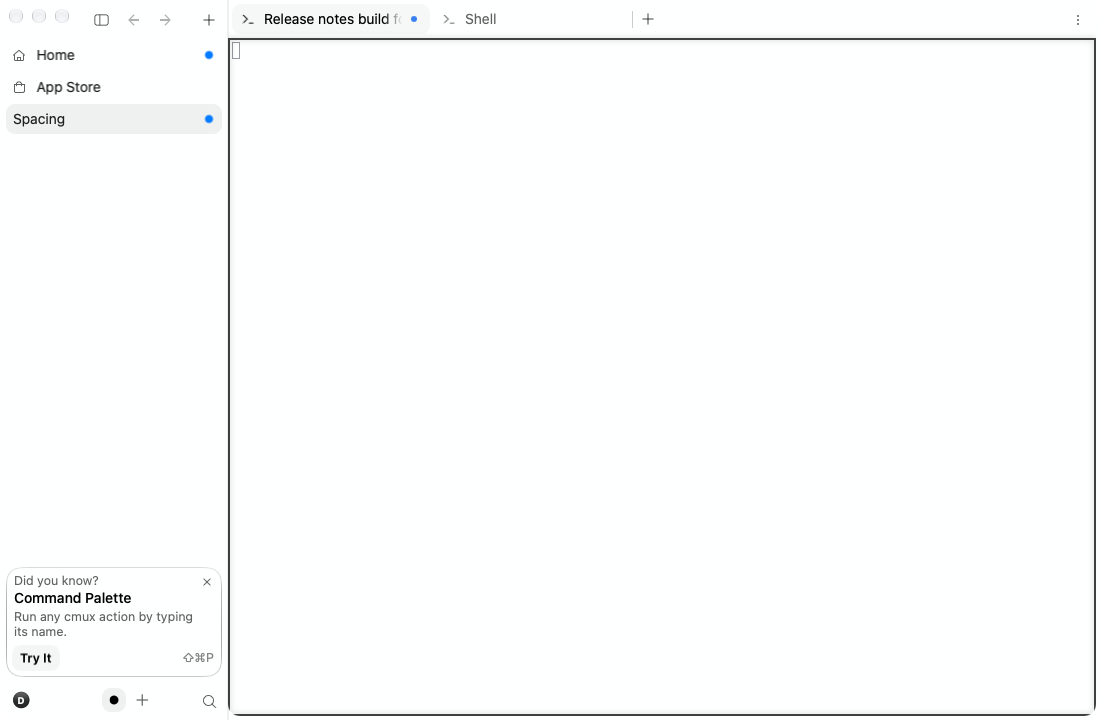 Release notes build
Shell
Home
App Store
Spacing
Did you know?
Command Palette
Run any cmux action by typing
its name.
Try It
⇧⌘P
D